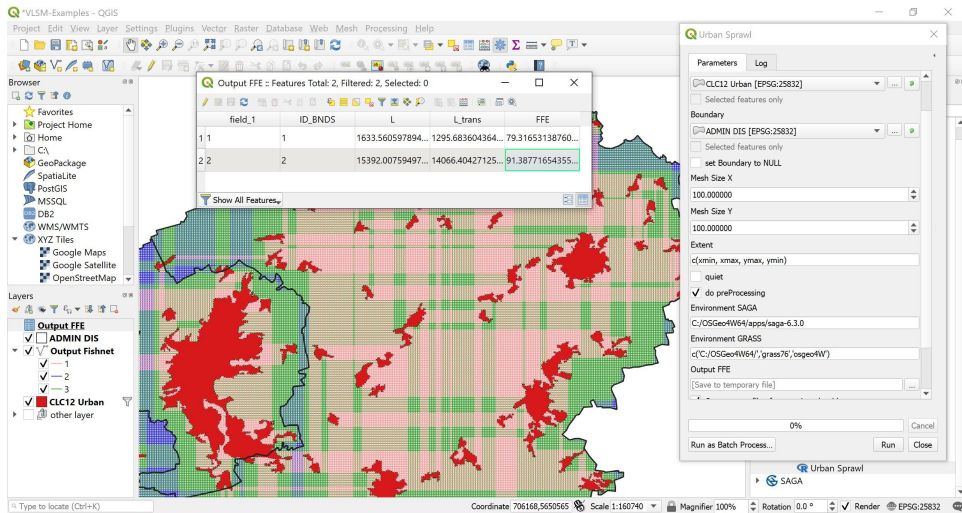 *VLSM-Examples - QGIS
Project Edit View Layer Settings Plugins Vector Raster Database Web Mesh Processing Help
Browser
Favorites
Project Home
Home
C:\
GeoPackage
SpatiaLite
PostGIS
MSSQL
DB2
WMS/WMTS
XYZ Tiles
Google Maps
Google Satellite
OpenStreetMap
Layers
Output FFE
ADMIN DIS
Output Fishnet
1
2
3
CLC12 Urban
other layer
Output FFE :: Features Total: 2, Filtered: 2, Selected: 0
field_1 ID_BNDS L L_trans FFE
1 1 1 1633.560597894... 1295.683604364... 79.31653138760...
2 2 2 15392.00759497... 14066.40427125... 91.38771654355...
Show All Features
Urban Sprawl
Parameters Log
CLC12 Urban [EPSG:25832] ...
Selected features only
Boundary
ADMIN DIS [EPSG:25832] ...
Selected features only
set Boundary to NULL
Mesh Size X
100.000000
Mesh Size Y
100.000000
Extent
c(xmin, xmax, ymax, ymin)
quiet
do preProcessing
Environment SAGA
C:/OSGeo4W64/apps/saga-6.3.0
Environment GRASS
c('C:/OSGeo4W64/','grass76','osgeo4W')
Output FFE
[Save to temporary file] ...
0% Cancel
Run as Batch Process... Run Close
Urban Sprawl
SAGA
Type to locate (Ctrl+K) Coordinate 706168,5650565 Scale 1:160740 Magnifier 100% Rotation 0.0 ° Render EPSG:25832